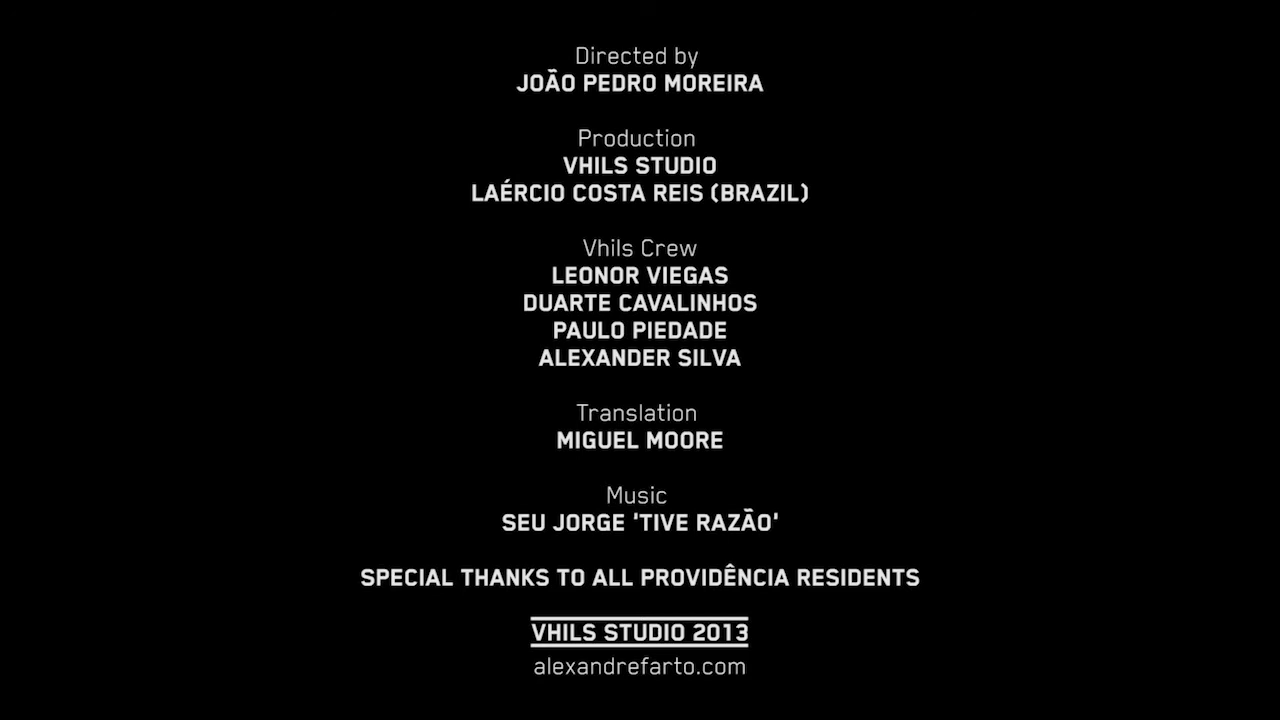 Directed by
JOÃO PEDRO MOREIRA
Production
VHILS STUDIO
LAÉRCIO COSTA REIS (BRAZIL)
Vhils Crew
LEONOR VIEGAS
DUARTE CAVALINHOS
PAULO PIEDADE
ALEXANDER SILVA
Translation
MIGUEL MOORE
Music
SEU JORGE 'TIVE RAZÃO'
SPECIAL THANKS TO ALL PROVIDÊNCIA RESIDENTS
VHILS STUDIO 2013
alexandrefarto.com